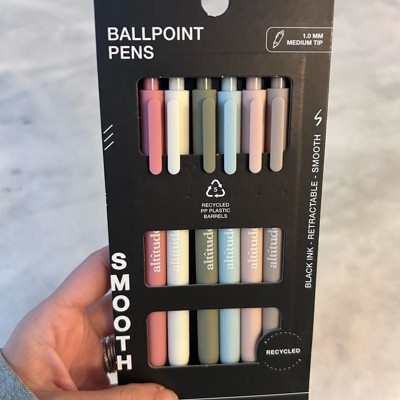 BALLPOINT
PENS
1.0 MM
MEDIUM TIP
5
RECYCLED
PP PLASTIC
BARRELS
BLACK INK - RETRACTABLE - SMOOTH
altitude
altitude
altitude
altitude
altitude
altitude
SMOOTH
RECYCLED